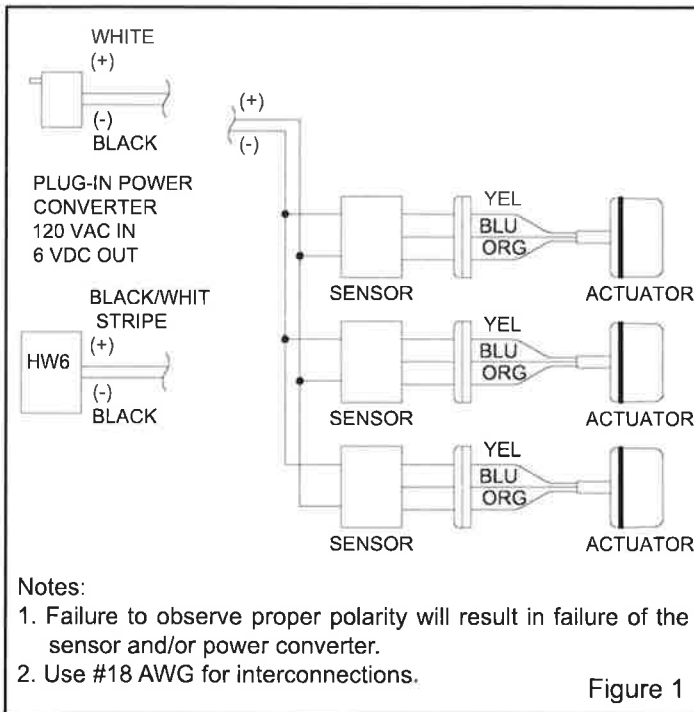 WHITE
(+)
(-)
BLACK
PLUG-IN POWER
CONVERTER
120 VAC IN
6 VDC OUT
BLACK/WHIT
STRIPE
HW6
(+)
(-)
BLACK
(+)
(-)
YEL
BLU
ORG
SENSOR
ACTUATOR
YEL
BLU
ORG
SENSOR
ACTUATOR
YEL
BLU
ORG
SENSOR
ACTUATOR
Notes:
1. Failure to observe proper polarity will result in failure of the
sensor and/or power converter.
2. Use #18 AWG for interconnections.
Figure 1